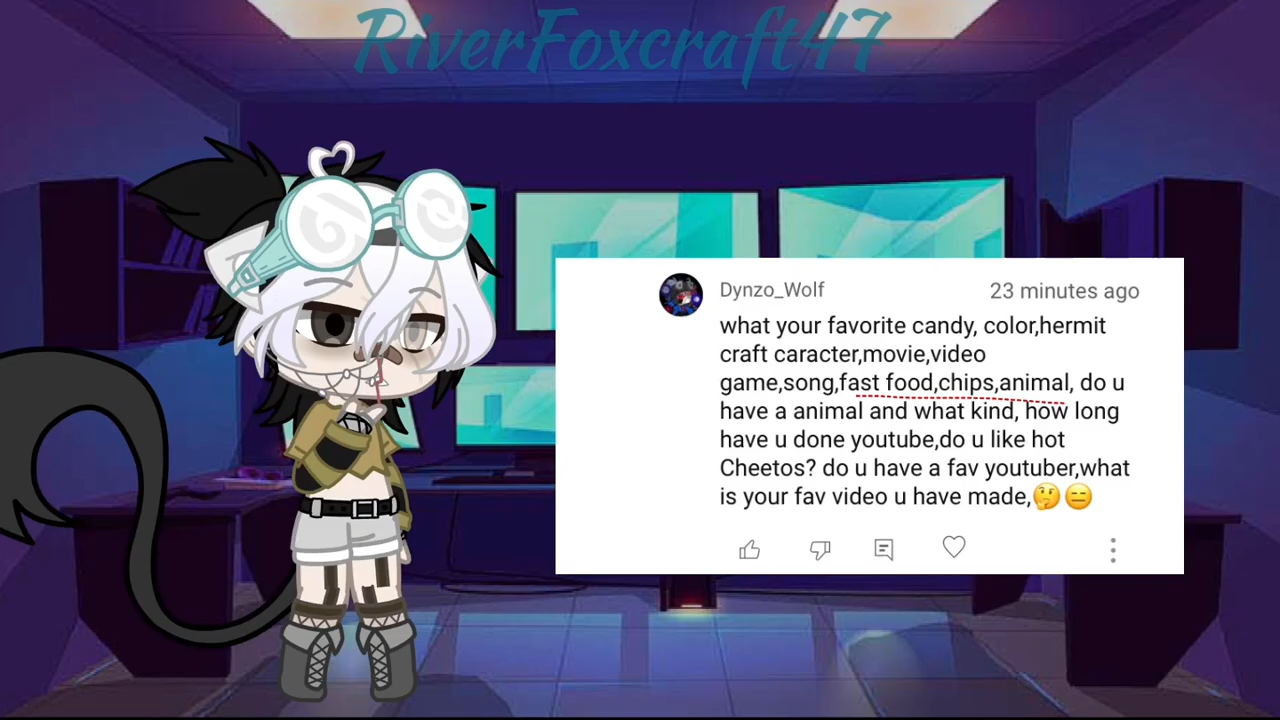 RiverFoxcraft47
Dynzo_Wolf
23 minutes ago
what your favorite candy, color,hermit
craft caracter,movie,video
game,song,fast food,chips,animal, do u
have a animal and what kind, how long
have u done youtube,do u like hot
Cheetos? do u have a fav youtuber,what
is your fav video u have made,🤔😑